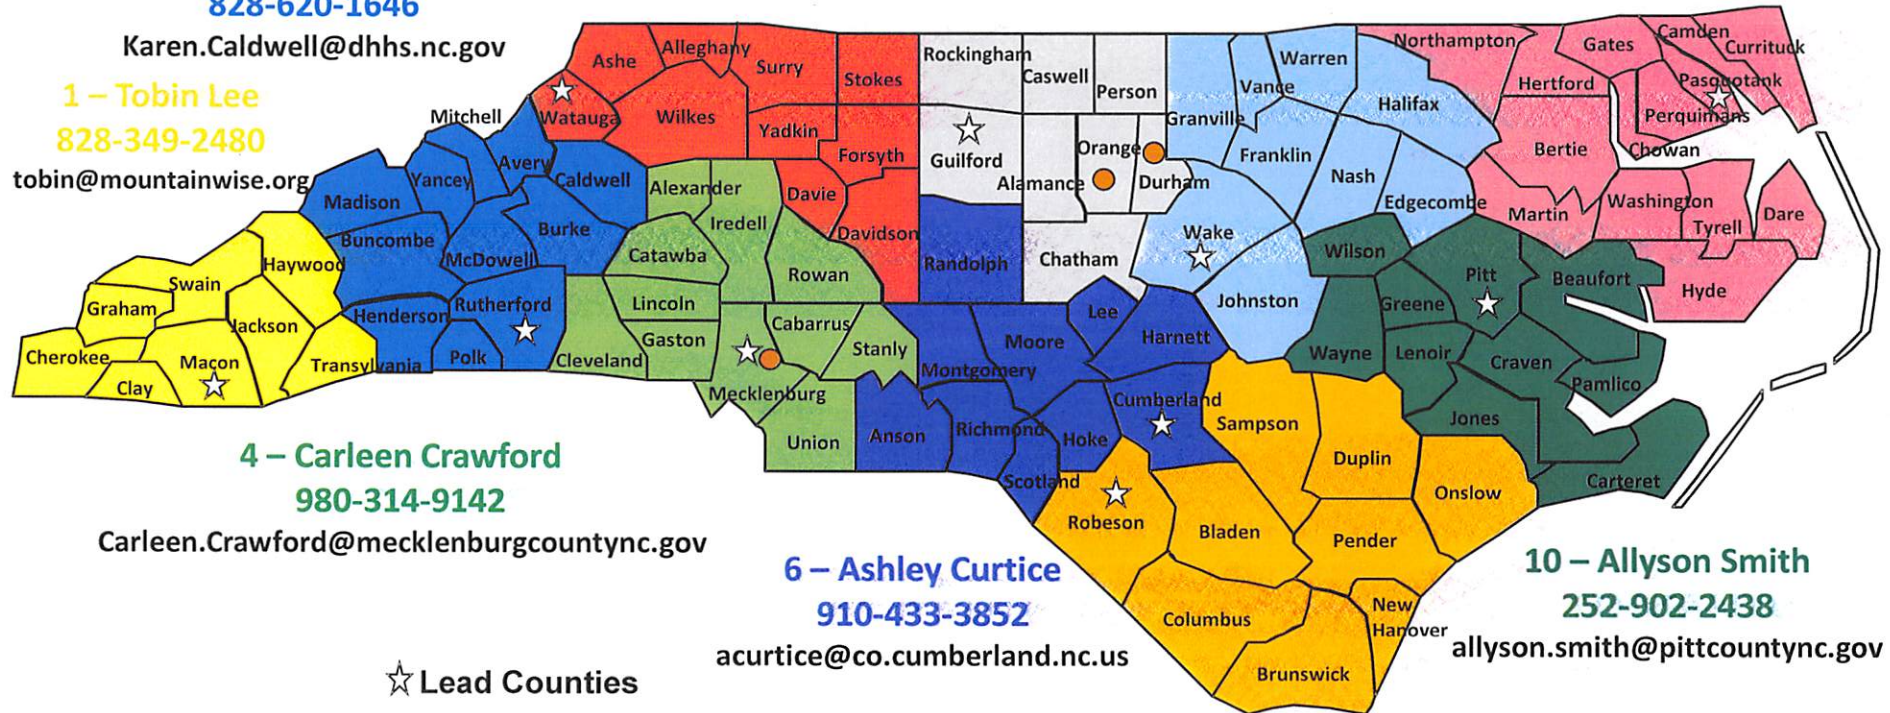 828-620-1646
Karen.Caldwell@dhhs.nc.gov
1 – Tobin Lee
828-349-2480
tobin@mountainwise.org
Ashe
Alleghany
Surry
Stokes
Rockingham
Caswell
Person
Granville
Vance
Warren
Halifax
Northampton
Gates
Camden
Currituck
Hertford
Pasquotank
Perquimans
Chowan
Bertie
Mitchell
Watauga
Wilkes
Yadkin
Forsyth
Guilford
Alamance
Orange
Durham
Franklin
Nash
Edgecombe
Martin
Washington
Tyrell
Dare
Madison
Yancey
Avery
Caldwell
Alexander
Iredell
Davie
Davidson
Randolph
Chatham
Wake
Wilson
Pitt
Beaufort
Hyde
Buncombe
McDowell
Burke
Catawba
Rowan
Johnston
Greene
Haywood
Swain
Graham
Jackson
Henderson
Rutherford
Lincoln
Cabarrus
Lee
Harnett
Wayne
Lenoir
Craven
Pamlico
Cherokee
Clay
Macon
Transylvania
Polk
Cleveland
Gaston
Stanly
Moore
Montgomery
Mecklenburg
Union
Anson
Richmond
Scotland
Hoke
Cumberland
Sampson
Duplin
Jones
Onslow
Carteret
Robeson
Bladen
Pender
Columbus
New
Hanover
Brunswick
4 – Carleen Crawford
980-314-9142
Carleen.Crawford@mecklenburgcountync.gov
6 – Ashley Curtice
910-433-3852
acurtice@co.cumberland.nc.us
10 – Allyson Smith
252-902-2438
allyson.smith@pittcountync.gov
Lead Counties